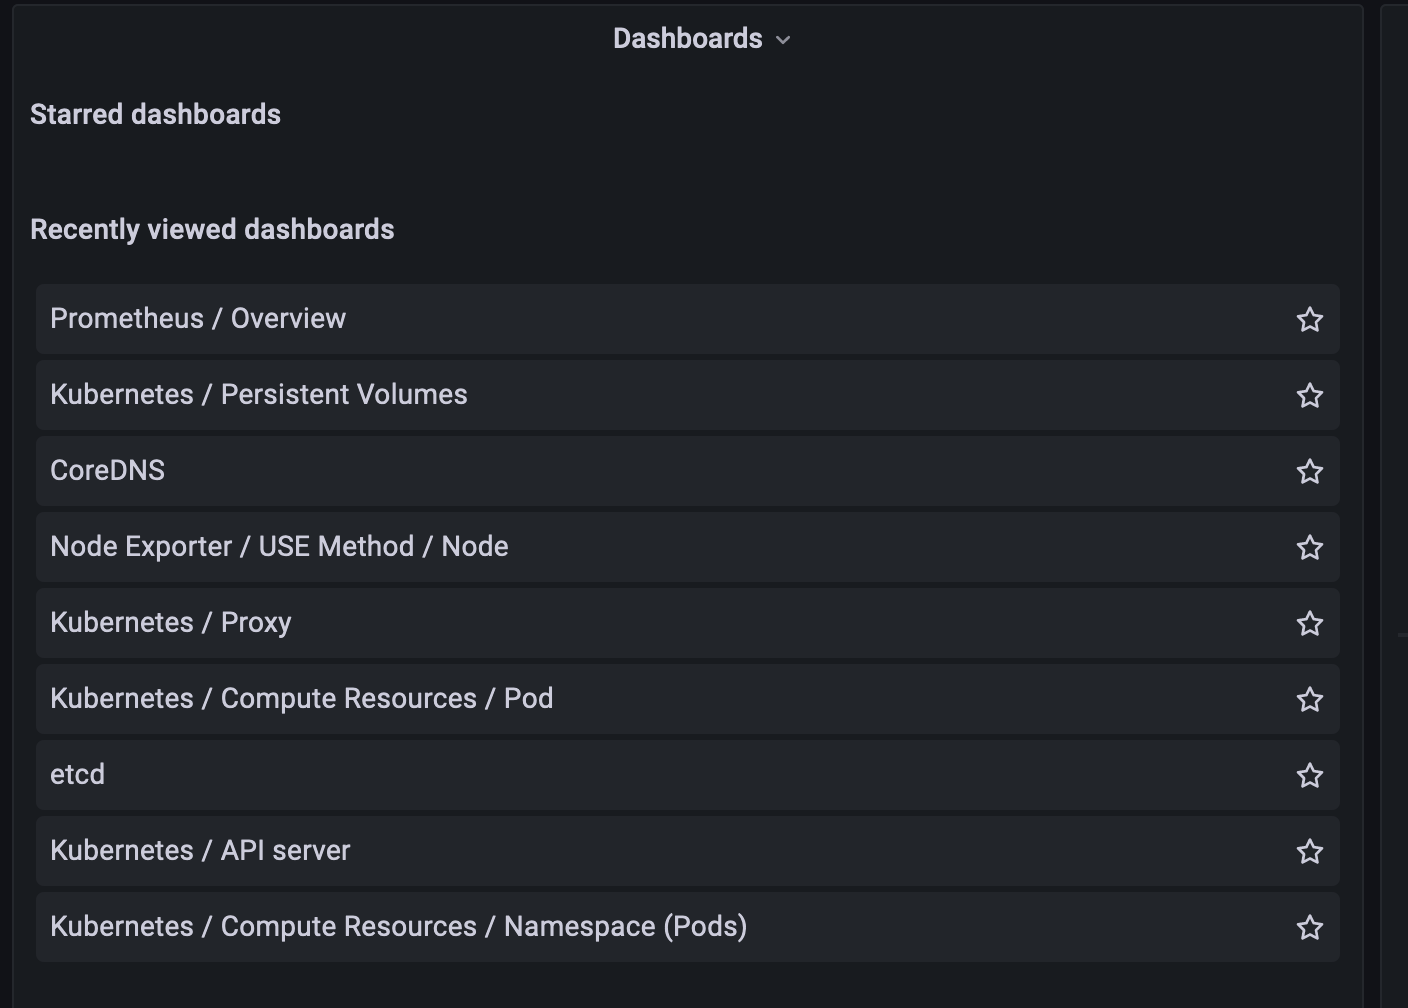 Dashboards
Starred dashboards
Recently viewed dashboards
Prometheus / Overview
Kubernetes / Persistent Volumes
CoreDNS
Node Exporter / USE Method / Node
Kubernetes / Proxy
Kubernetes / Compute Resources / Pod
etcd
Kubernetes / API server
Kubernetes / Compute Resources / Namespace (Pods)